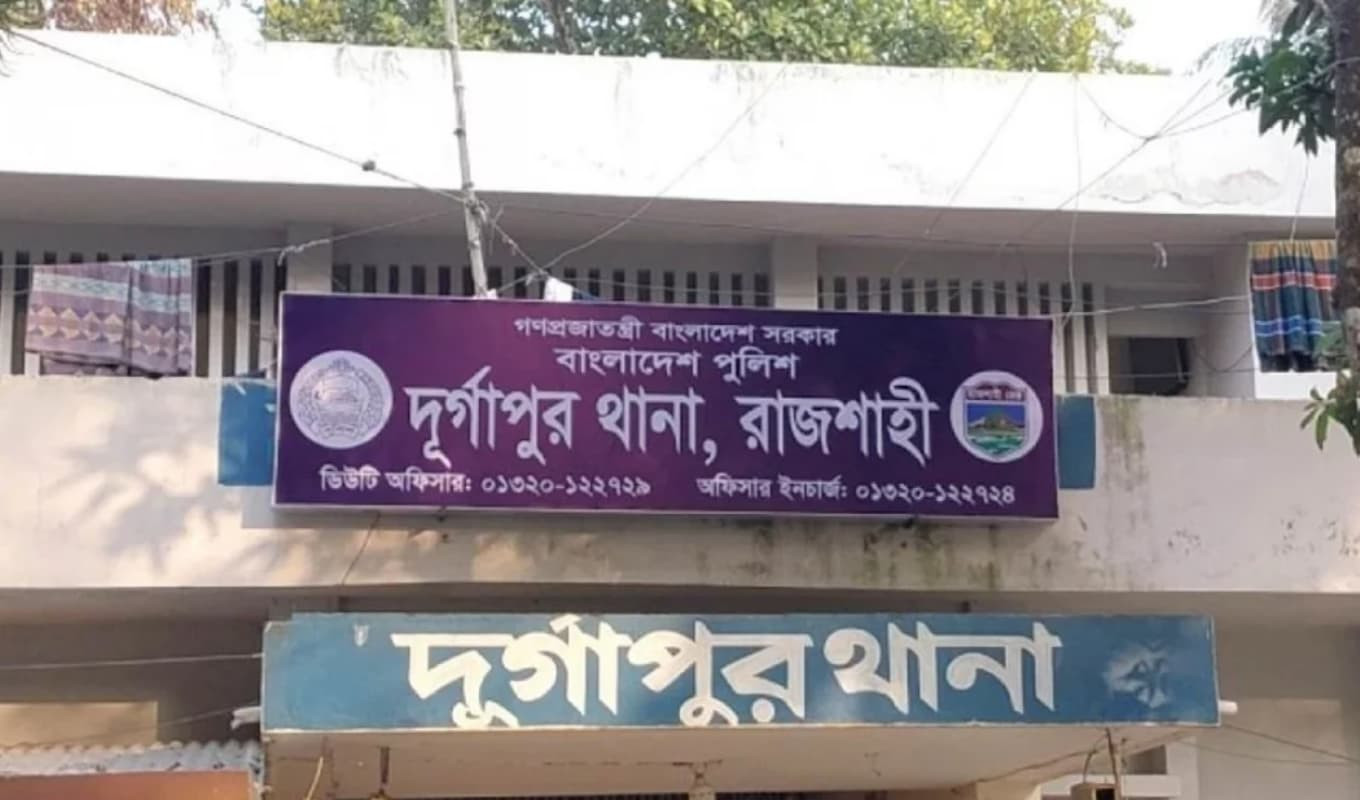 গণপ্রজাতন্ত্রী বাংলাদেশ সরকার
বাংলাদেশ পুলিশ
দূর্গাপুর থানা, রাজশাহী
ডিউটি অফিসার: ০১৩২০-১২২৭২৯ অফিসার ইনচার্জ: ০১৩২০-১২২৭২৪
দূর্গাপুর থানা